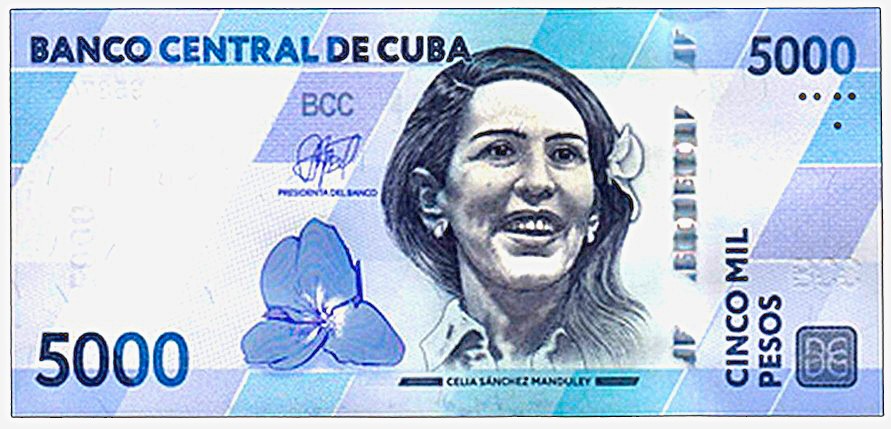 BANCO CENTRAL DE CUBA
5000
BCC
PRESIDENTA DEL BANCO
CINCO MIL
PESOS
5000
CELIA SÁNCHEZ MANDULEY